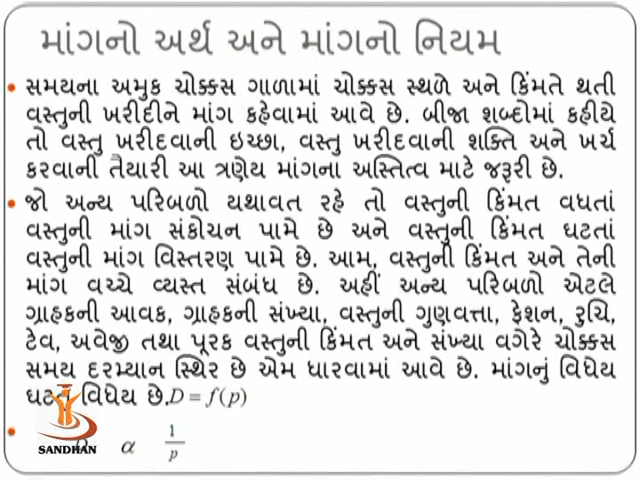 માંગનો અર્થ અને માંગનો નિયમ
• સમયના અમુક ચોક્કસ ગાળામાં ચોક્કસ સ્થળે અને કિંમતે થતી
વસ્તુની ખરીદીને માંગ કહેવામાં આવે છે. બીજા શબ્દોમાં કહીયે
તો વસ્તુ ખરીદવાની ઇચ્છા, વસ્તુ ખરીદવાની શક્તિ અને ખર્ચ
કરવાની તૈયારી આ ત્રણેય માંગના અસ્તિત્વ માટે જરૂરી છે.
• જો અન્ય પરિબળો યથાવત રહે તો વસ્તુની કિંમત વધતાં
વસ્તુની માંગ સંકોચન પામે છે અને વસ્તુની કિંમત ઘટતાં
વસ્તુની માંગ વિસ્તરણ પામે છે. આમ, વસ્તુની કિંમત અને તેની
માંગ વચ્ચે વ્યસ્ત સંબંધ છે. અહીં અન્ય પરિબળો એટલે
ગ્રાહકની આવક, ગ્રાહકની સંખ્યા, વસ્તુની ગુણવત્તા, ફેશન, રુચિ,
ટેવ, અવેજી તથા પૂરક વસ્તુની કિંમત અને સંખ્યા વગેરે ચોક્કસ
સમય દરમ્યાન સ્થિર છે એમ ધારવામાં આવે છે. માંગનું વિધેય
ઘટતું વિધેય છે. D = f(p)
• D α 1/p
SANDHAN